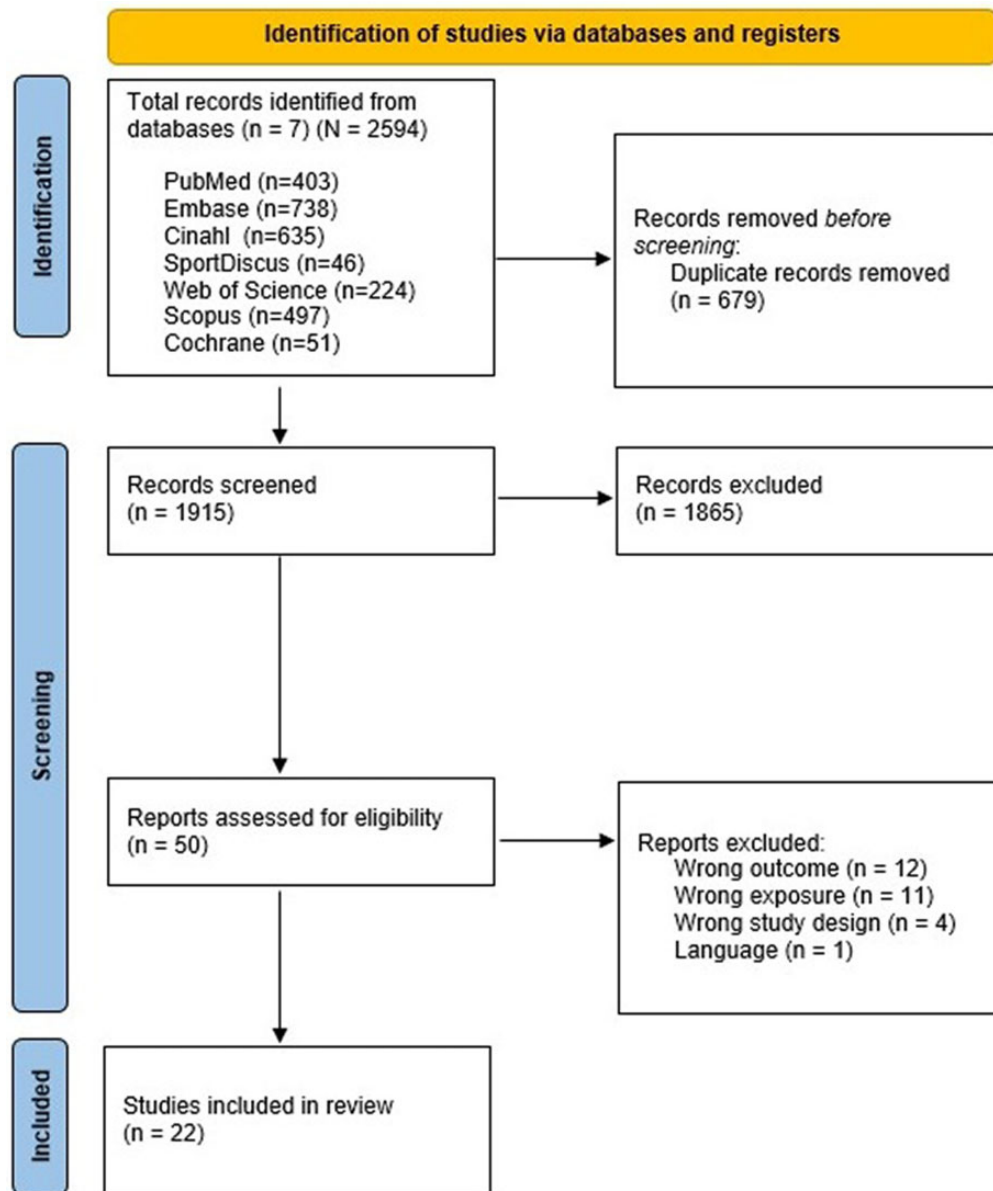 Identification of studies via databases and registers
Identification
Total records identified from
databases (n = 7) (N = 2594)
PubMed (n=403)
Embase (n=738)
Cinahl (n=635)
SportDiscus (n=46)
Web of Science (n=224)
Scopus (n=497)
Cochrane (n=51)
Records removed before
screening:
Duplicate records removed
(n = 679)
Screening
Records screened
(n = 1915)
Records excluded
(n = 1865)
Reports assessed for eligibility
(n = 50)
Reports excluded:
Wrong outcome (n = 12)
Wrong exposure (n = 11)
Wrong study design (n = 4)
Language (n = 1)
Included
Studies included in review
(n = 22)